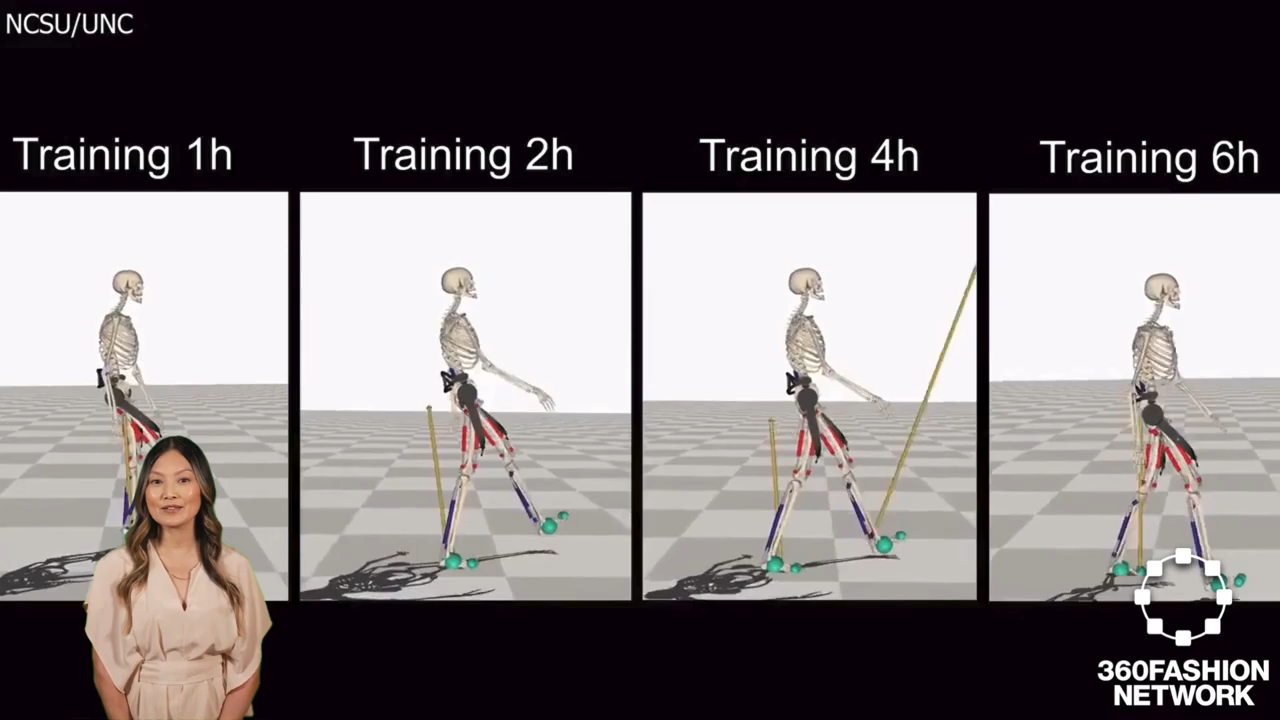 NCSU/UNC
Training 1h
Training 2h
Training 4h
Training 6h
360FASHION
NETWORK